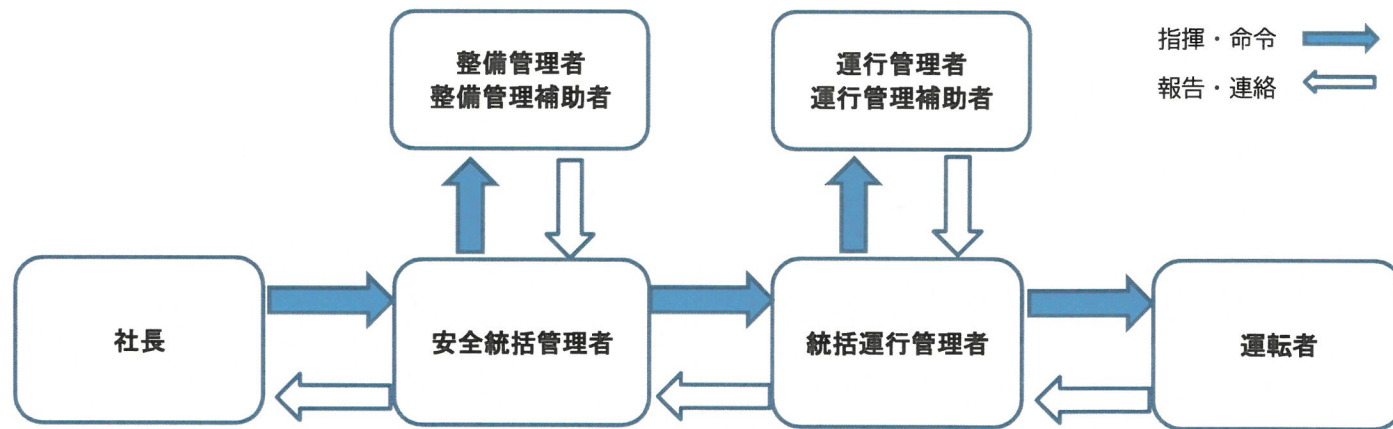 整備管理者
整備管理補助者
運行管理者
運行管理補助者
指揮・命令
報告・連絡
社長
安全統括管理者
統括運行管理者
運転者